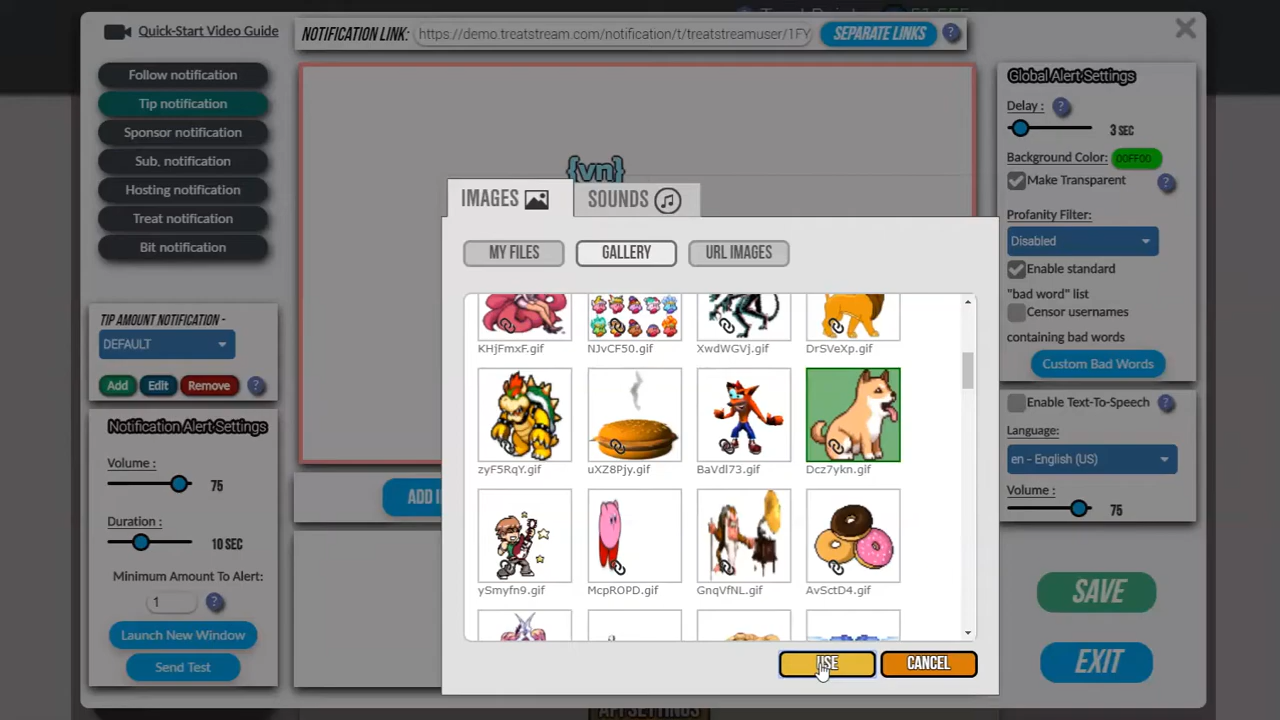 Quick-Start Video Guide
NOTIFICATION LINK: https://demo.treatstream.com/notification/t/treatstreamuser/1FY SEPARATE LINKS ?
Follow notification
Tip notification
Sponsor notification
Sub. notification
Hosting notification
Treat notification
Bit notification
TIP AMOUNT NOTIFICATION -
DEFAULT
Add Edit Remove ?
Notification Alert Settings
Volume :
75
Duration :
10 SEC
Minimum Amount To Alert:
1 ?
Launch New Window
Send Test
{vn}
IMAGES SOUNDS
MY FILES GALLERY URL IMAGES
KHjFmxF.gif NJvCF50.gif XwdWGVj.gif DrSVeXp.gif
zyF5RqY.gif uXZ8Pjy.gif BaVdl73.gif Dcz7ykn.gif
ySmyfn9.gif McpROPD.gif GnqVfNL.gif AvSctD4.gif
USE CANCEL
Global Alert Settings
Delay : ?
3 SEC
Background Color: 00FF00
Make Transparent ?
Profanity Filter:
Disabled
Enable standard
"bad word" list
Censor usernames
containing bad words
Custom Bad Words
Enable Text-To-Speech ?
Language:
en - English (US)
Volume :
75
SAVE
EXIT
API SETTINGS